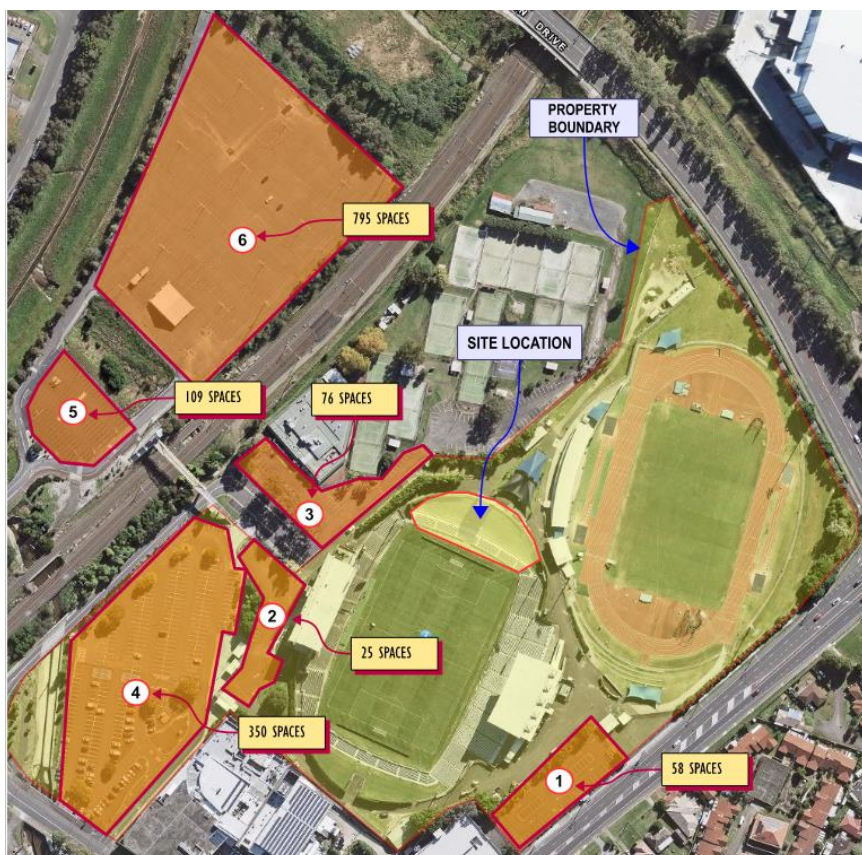 N DRIVE
PROPERTY
BOUNDARY
795 SPACES
6
SITE LOCATION
109 SPACES
5
76 SPACES
3
2
25 SPACES
4
350 SPACES
1
58 SPACES